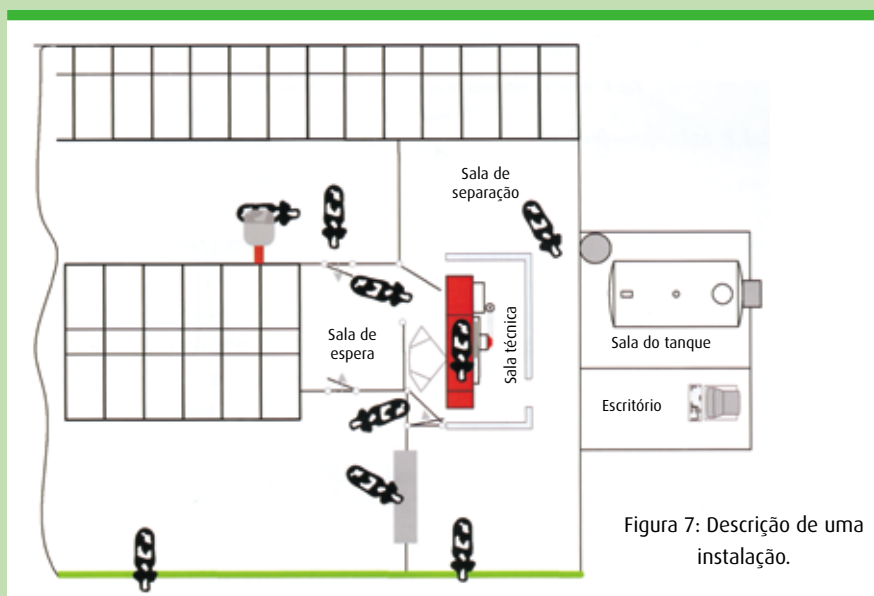 Sala de
separação
Sala de
espera
Sala técnica
Sala do tanque
Escritório
Figura 7: Descrição de uma
instalação.